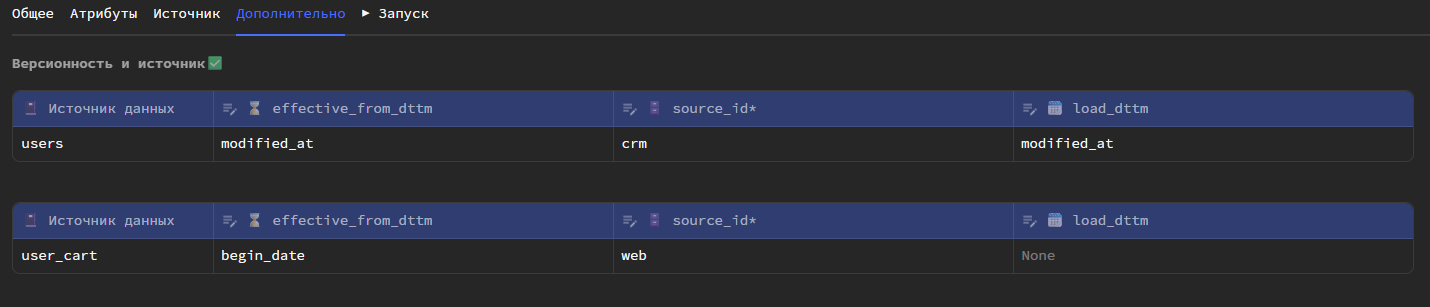 Общее Атрибуты Источник Дополнительно ▶ Запуск
Версионность и источник✅
Источник данных effective_from_dttm source_id* load_dttm
users modified_at crm modified_at
Источник данных effective_from_dttm source_id* load_dttm
user_cart begin_date web None